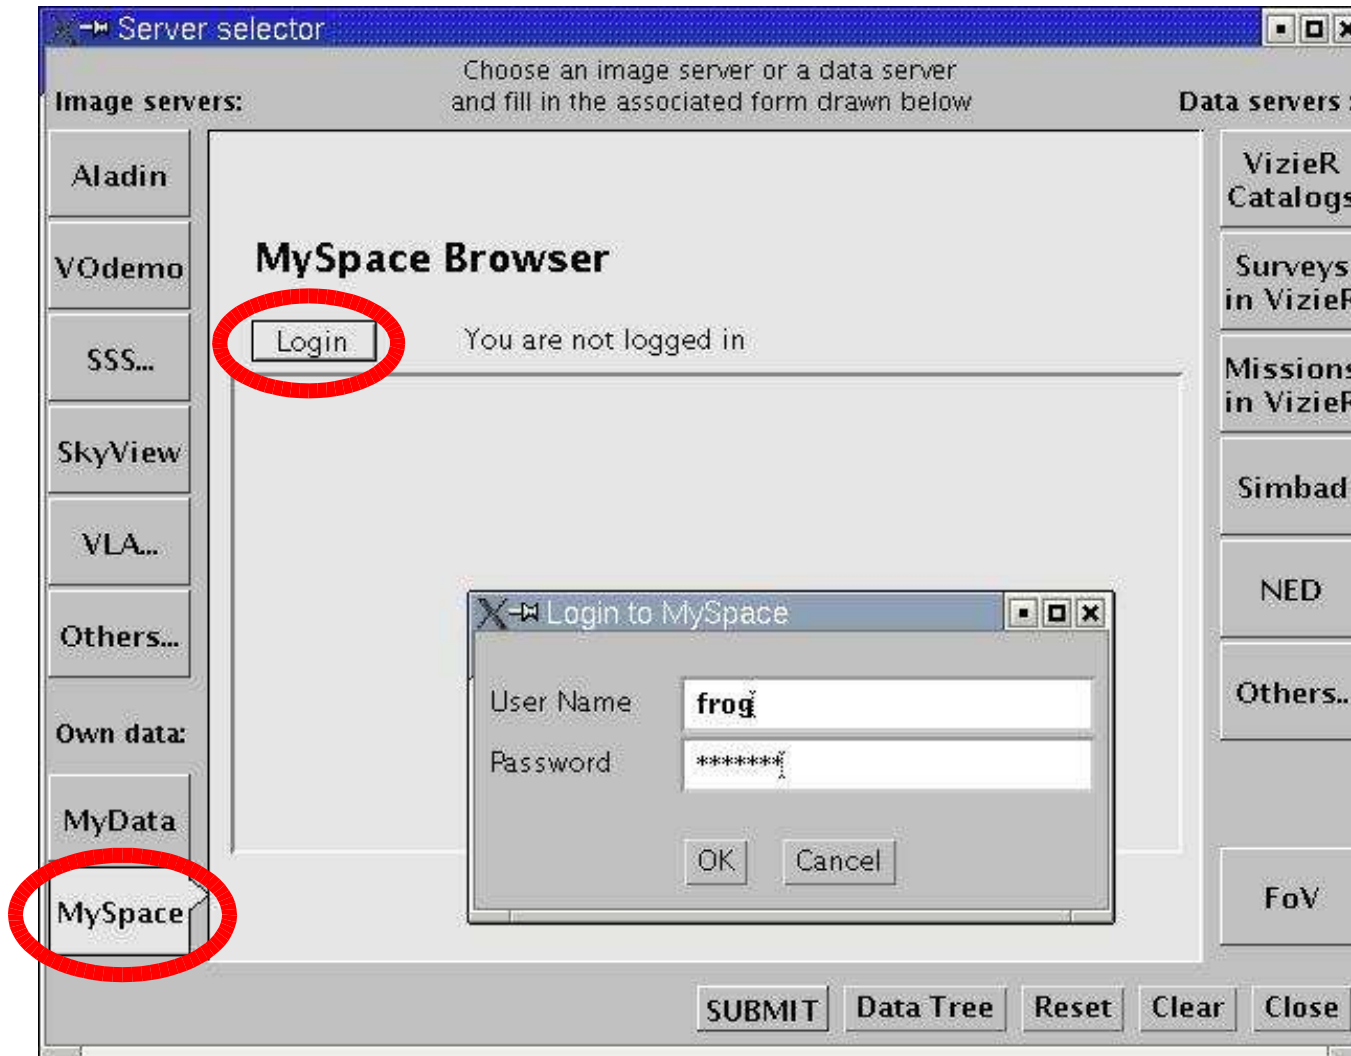 Server selector
Choose an image server or a data server
and fill in the associated form drawn below
Image servers:
Data servers :
Aladin
VOdemo
SSS...
SkyView
VLA...
Others...
Own data:
MyData
MySpace
MySpace Browser
Login
You are not logged in
Login to MySpace
User Name
frog
Password
*******
OK
Cancel
VizieR
Catalogs
Surveys
in VizieR
Missions
in VizieR
Simbad
NED
Others..
FoV
SUBMIT
Data Tree
Reset
Clear
Close